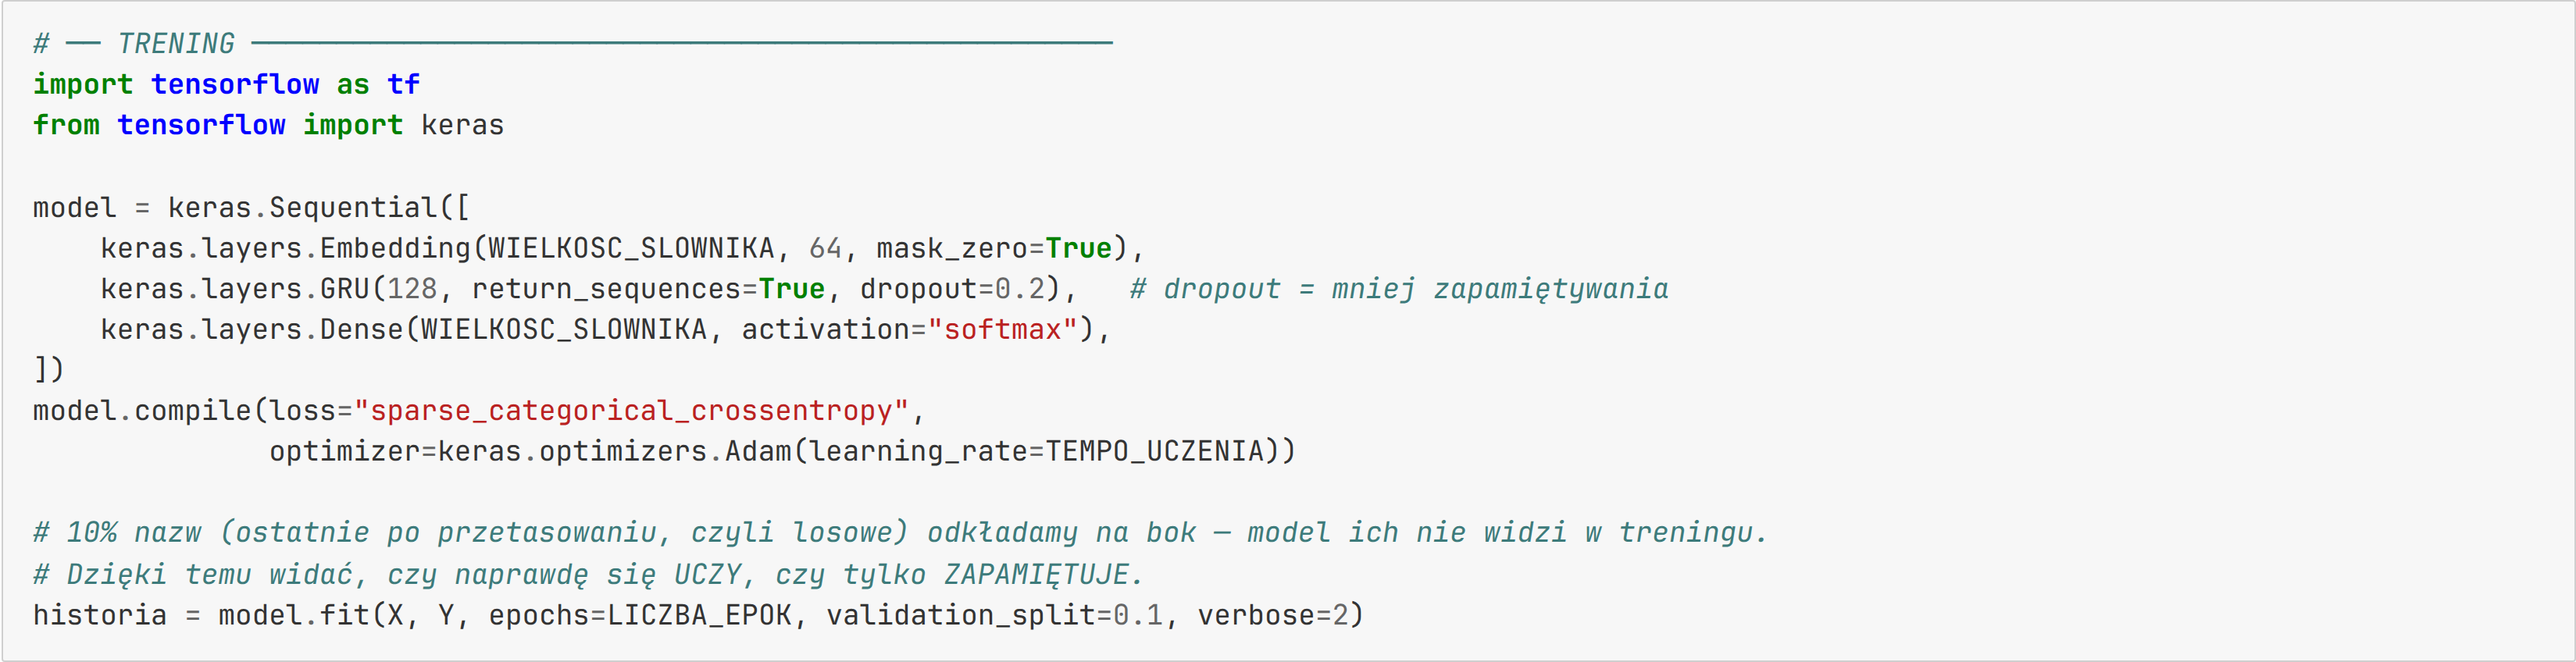 # ── TRENING ───────────────────────────────────────────────────
import tensorflow as tf
from tensorflow import keras

model = keras.Sequential([
    keras.layers.Embedding(WIELKOSC_SLOWNIKA, 64, mask_zero=True),
    keras.layers.GRU(128, return_sequences=True, dropout=0.2),   # dropout = mniej zapamiętywania
    keras.layers.Dense(WIELKOSC_SLOWNIKA, activation="softmax"),
])
model.compile(loss="sparse_categorical_crossentropy",
              optimizer=keras.optimizers.Adam(learning_rate=TEMPO_UCZENIA))

# 10% nazw (ostatnie po przetasowaniu, czyli losowe) odkładamy na bok — model ich nie widzi w treningu.
# Dzięki temu widać, czy naprawdę się UCZY, czy tylko ZAPAMIĘTUJE.
historia = model.fit(X, Y, epochs=LICZBA_EPOK, validation_split=0.1, verbose=2)